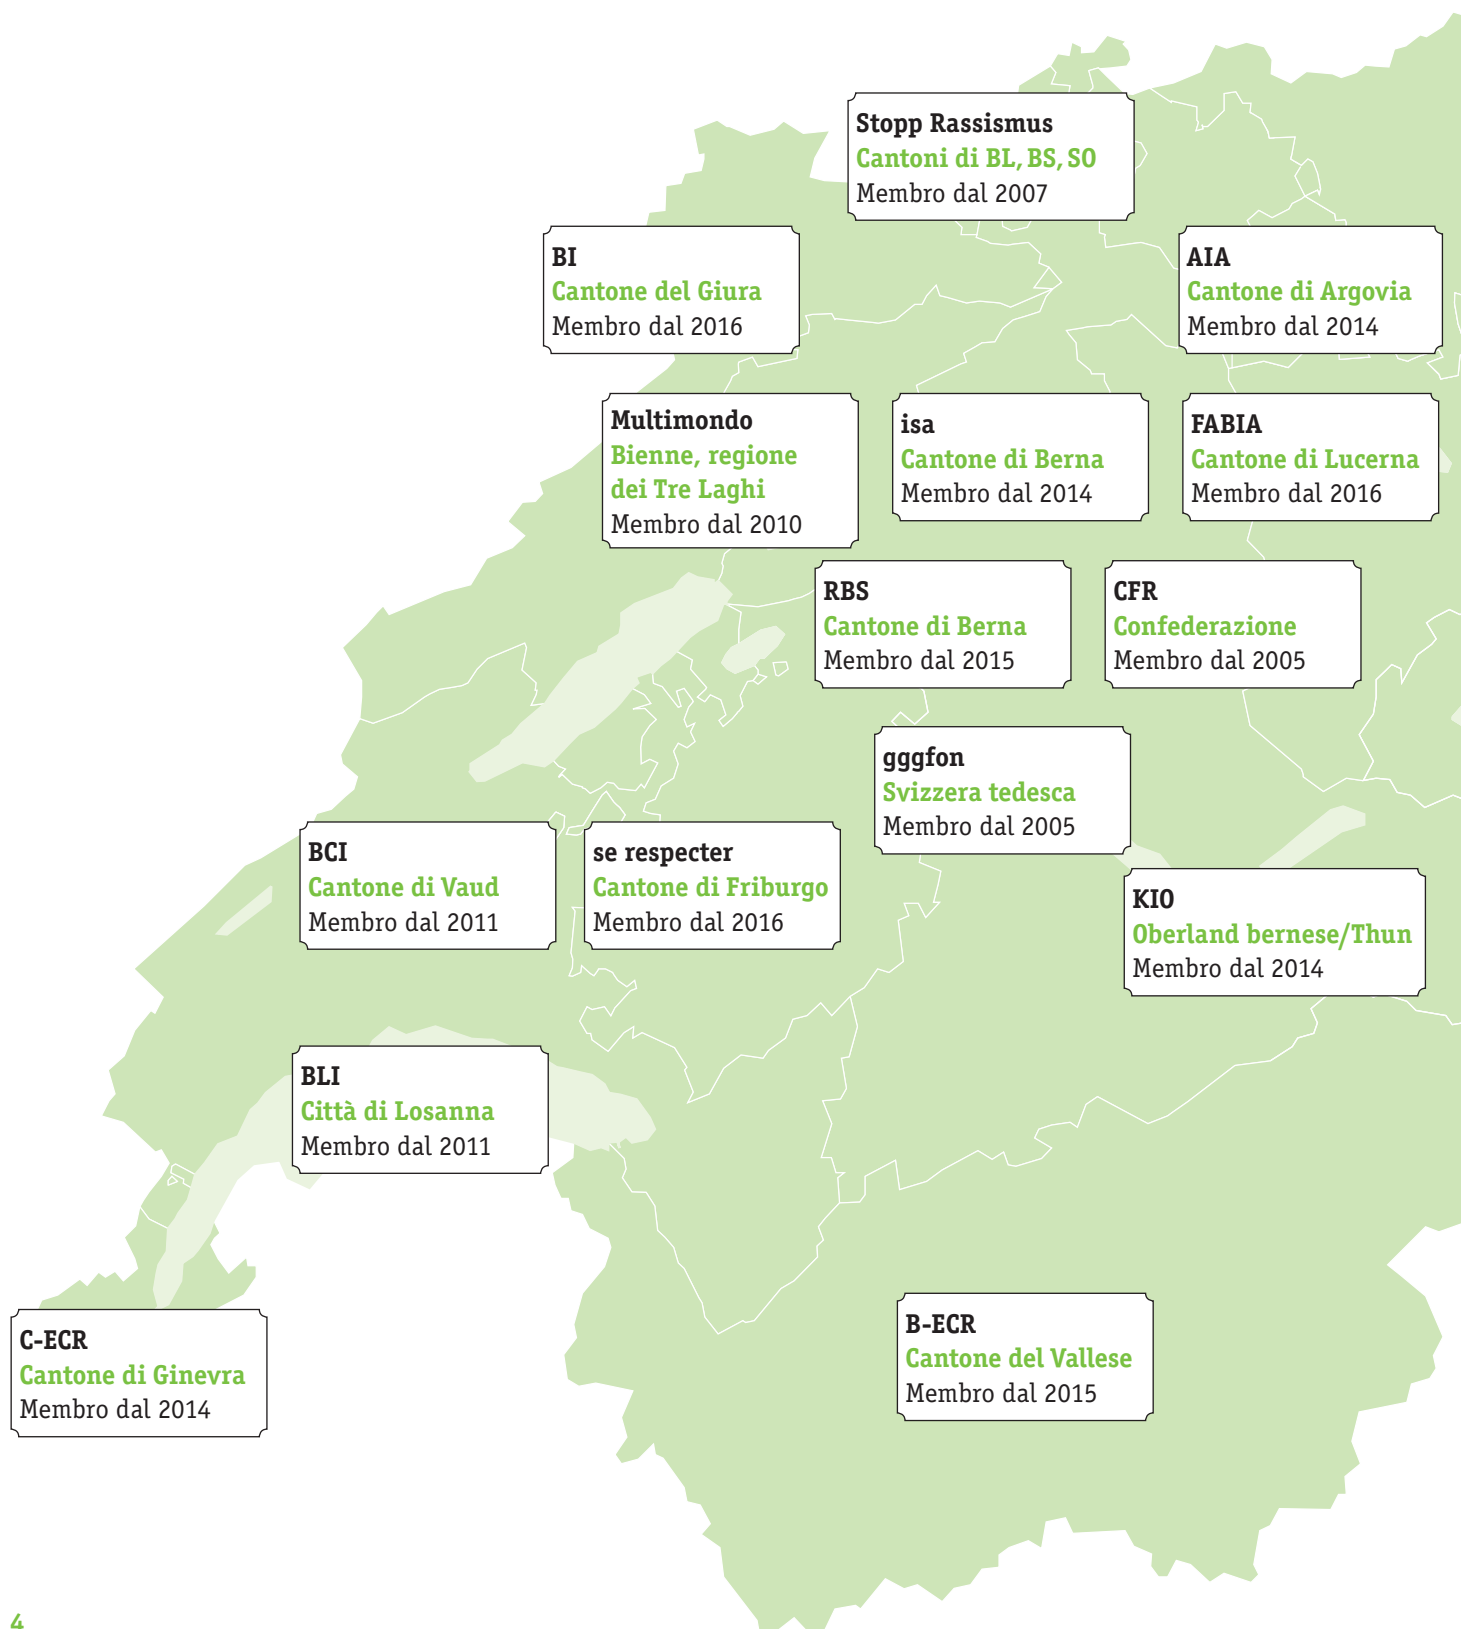 Stopp Rassismus
Cantoni di BL, BS, SO
Membro dal 2007
BI
Cantone del Giura
Membro dal 2016
AIA
Cantone di Argovia
Membro dal 2014
Multimondo
Bienne, regione
dei Tre Laghi
Membro dal 2010
isa
Cantone di Berna
Membro dal 2014
FABIA
Cantone di Lucerna
Membro dal 2016
RBS
Cantone di Berna
Membro dal 2015
CFR
Confederazione
Membro dal 2005
gggfon
Svizzera tedesca
Membro dal 2005
BCI
Cantone di Vaud
Membro dal 2011
se respecter
Cantone di Friburgo
Membro dal 2016
KIO
Oberland bernese/Thun
Membro dal 2014
BLI
Città di Losanna
Membro dal 2011
C-ECR
Cantone di Ginevra
Membro dal 2014
B-ECR
Cantone del Vallese
Membro dal 2015
4